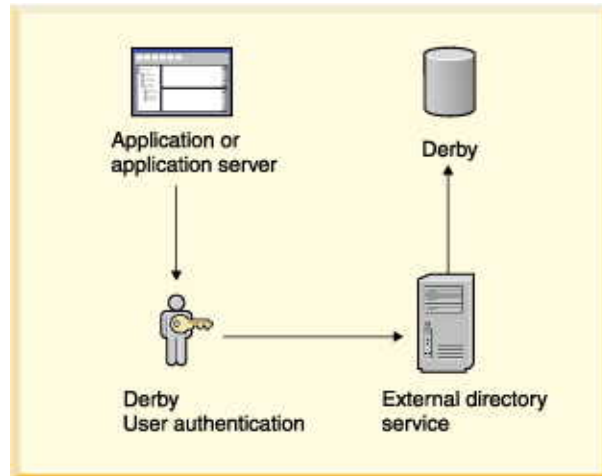 Application or
application server
Derby
Derby
User authentication
External directory
service